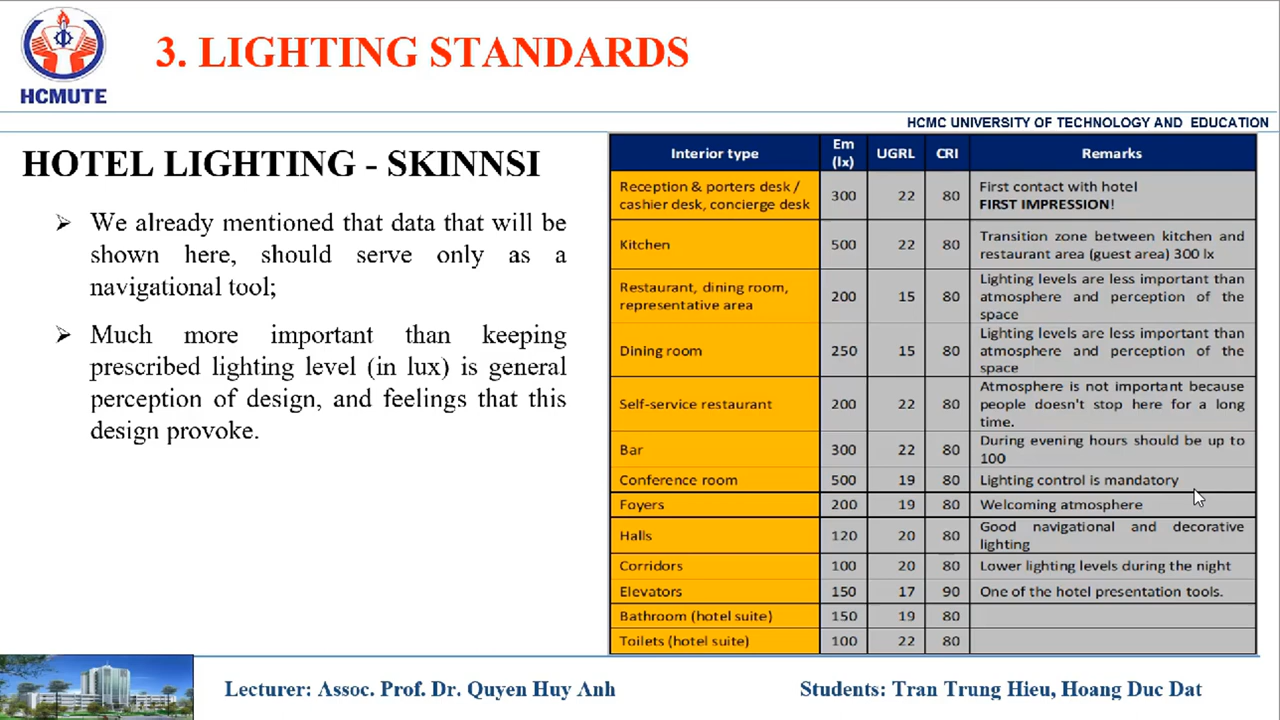 3. LIGHTING STANDARDS
HCMUTE
HCMC UNIVERSITY OF TECHNOLOGY AND EDUCATION
HOTEL LIGHTING - SKINNSI
We already mentioned that data that will be
shown here, should serve only as a
navigational tool;
Much more important than keeping
prescribed lighting level (in lux) is general
perception of design, and feelings that this
design provoke.
Interior type Em (lx) UGRL CRI Remarks
Reception & porters desk / cashier desk, concierge desk 300 22 80 First contact with hotel
FIRST IMPRESSION!
Kitchen 500 22 80 Transition zone between kitchen and
restaurant area (guest area) 300 lx
Restaurant, dining room, representative area 200 15 80 Lighting levels are less important than
atmosphere and perception of the
space
Dining room 250 15 80 Lighting levels are less important than
atmosphere and perception of the
space
Self-service restaurant 200 22 80 Atmosphere is not important because
people doesn't stop here for a long
time.
Bar 300 22 80 During evening hours should be up to
100
Conference room 500 19 80 Lighting control is mandatory
Foyers 200 19 80 Welcoming atmosphere
Halls 120 20 80 Good navigational and decorative
lighting
Corridors 100 20 80 Lower lighting levels during the night
Elevators 150 17 90 One of the hotel presentation tools.
Bathroom (hotel suite) 150 19 80
Toilets (hotel suite) 100 22 80
Lecturer: Assoc. Prof. Dr. Quyen Huy Anh
Students: Tran Trung Hieu, Hoang Duc Dat